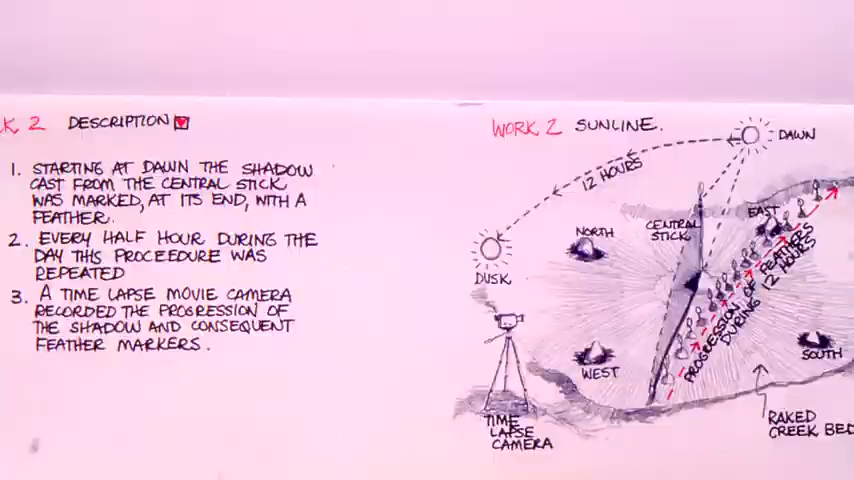 2 DESCRIPTION
1. STARTING AT DAWN THE SHADOW
CAST FROM THE CENTRAL STICK
WAS MARKED, AT ITS END, WITH A
FEATHER.
2. EVERY HALF HOUR DURING THE
DAY THIS PROCEEDURE WAS
REPEATED
3. A TIME LAPSE MOVIE CAMERA
RECORDED THE PROGRESSION OF
THE SHADOW AND CONSEQUENT
FEATHER MARKERS.
WORK 2 SUNLINE.
DAWN
12 HOURS
DUSK
NORTH
CENTRAL
STICK
EAST
PROGRESSION OF FEATHERS
DURING 12 HOURS
WEST
SOUTH
TIME
LAPSE
CAMERA
RAKED
CREEK BED